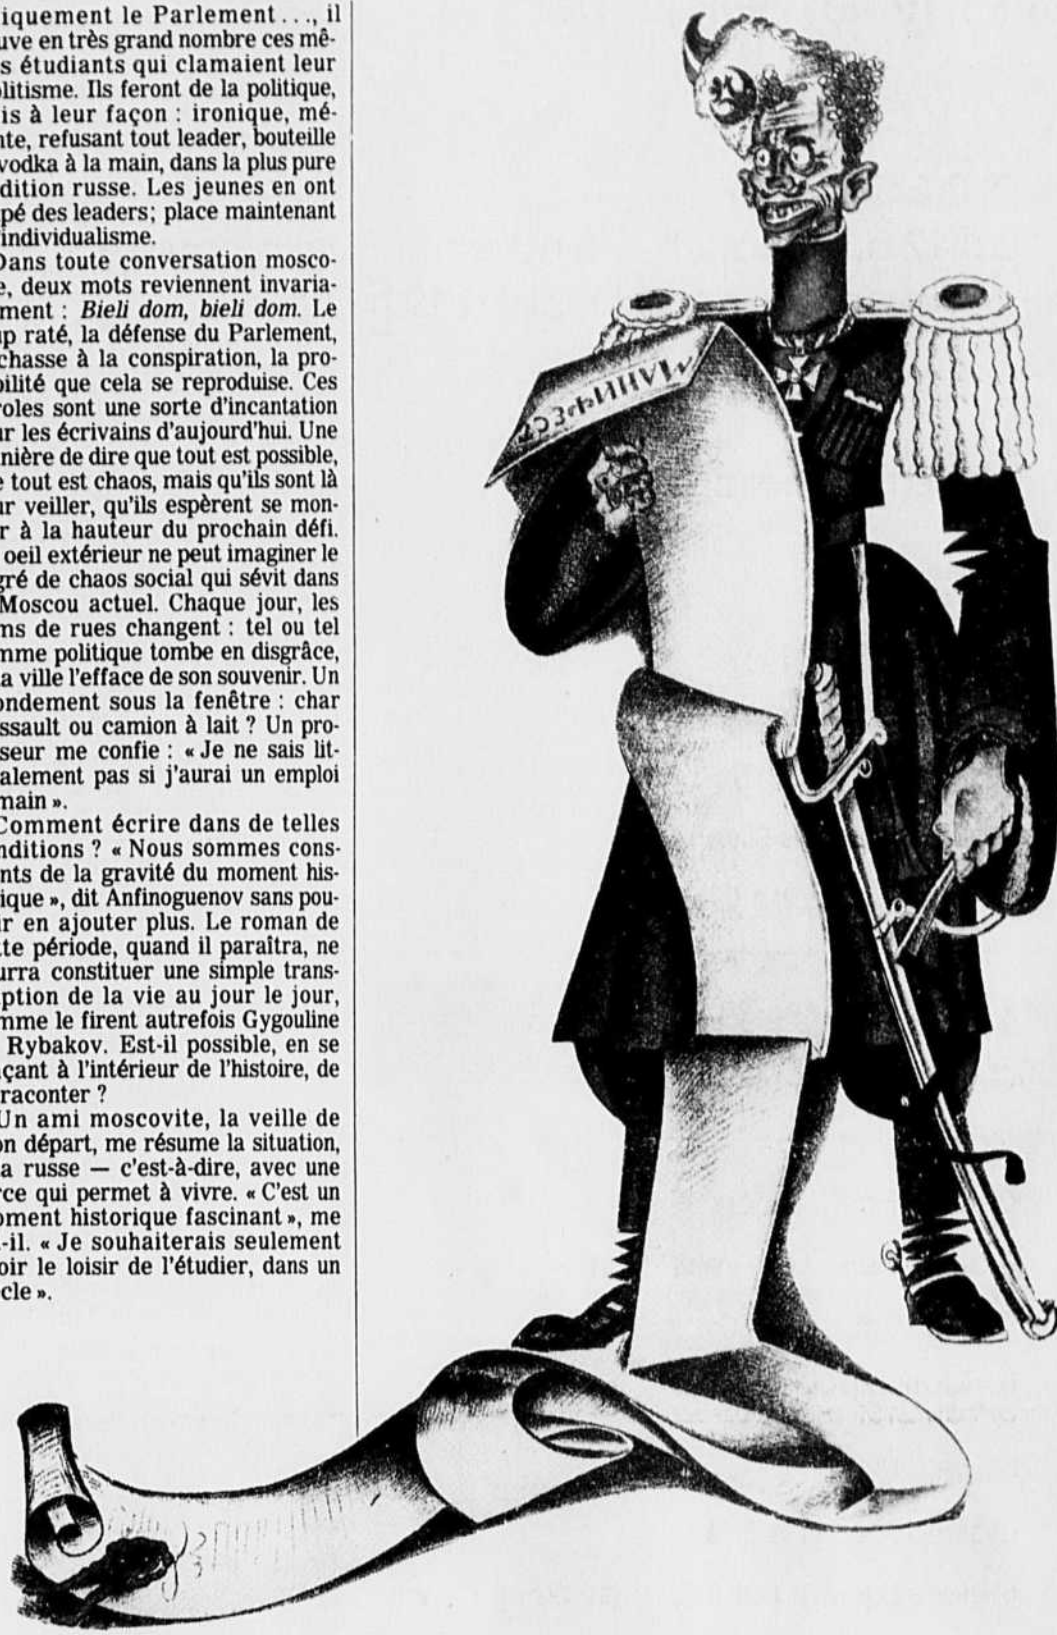 iquement le Parlement . . ., il
uve en très grand nombre ces mê-
s étudiants qui clamaient leur
litisme. Ils feront de la politique,
is à leur façon : ironique, mé-
nte, refusant tout leader, bouteille
vodka à la main, dans la plus pure
dition russe. Les jeunes en ont
pé des leaders; place maintenant
'individualisme.
Dans toute conversation mosco-
e, deux mots reviennent invaria-
ment : Bieli dom, bieli dom. Le
up raté, la défense du Parlement,
chasse à la conspiration, la pro-
bilité que cela se reproduise. Ces
roles sont une sorte d'incantation
ur les écrivains d'aujourd'hui. Une
nière de dire que tout est possible,
e tout est chaos, mais qu'ils sont là
ur veiller, qu'ils espèrent se mon-
r à la hauteur du prochain défi.
oeil extérieur ne peut imaginer le
gré de chaos social qui sévit dans
Moscou actuel. Chaque jour, les
ms de rues changent : tel ou tel
mme politique tombe en disgrâce,
a ville l'efface de son souvenir. Un
ondement sous la fenêtre : char
ssault ou camion à lait ? Un pro-
seur me confie : « Je ne sais lit-
alement pas si j'aurai un emploi
main ».
Comment écrire dans de telles
nditions ? « Nous sommes cons-
nts de la gravité du moment his-
ique », dit Anfinoguenov sans pou-
ir en ajouter plus. Le roman de
te période, quand il paraîtra, ne
urra constituer une simple trans-
ption de la vie au jour le jour,
mme le firent autrefois Gygouline
Rybakov. Est-il possible, en se
çant à l'intérieur de l'histoire, de
raconter ?
Un ami moscovite, la veille de
on départ, me résume la situation,
a russe — c'est-à-dire, avec une
rce qui permet à vivre. « C'est un
oment historique fascinant », me
-il. « Je souhaiterais seulement
oir le loisir de l'étudier, dans un
cle ».
МАНИФЕСТ